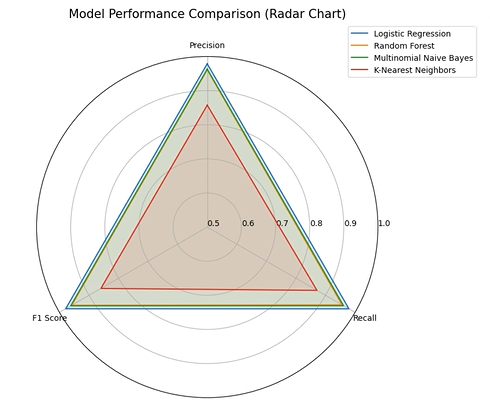 Model Performance Comparison (Radar Chart)
Logistic Regression
Random Forest
Multinomial Naive Bayes
K-Nearest Neighbors
Precision
0.5 0.6 0.7 0.8 0.9 1.0
F1 Score
Recall